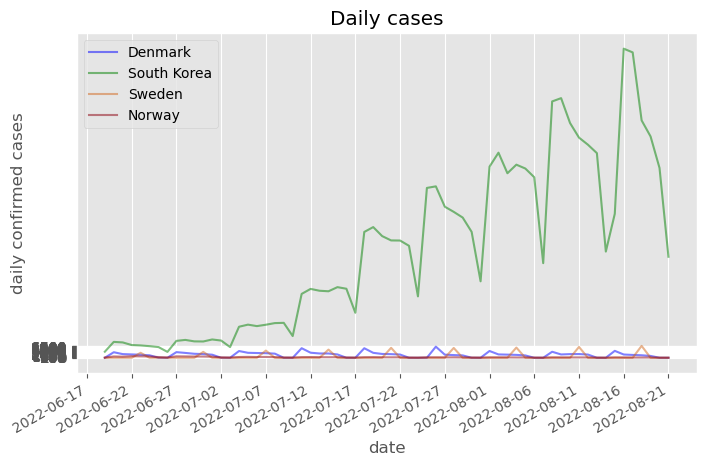 Daily cases
Denmark
South Korea
Sweden
Norway
daily confirmed cases
2022-06-17
2022-06-22
2022-06-27
2022-07-02
2022-07-07
2022-07-12
2022-07-17
2022-07-22
2022-07-27
2022-08-01
2022-08-06
2022-08-11
2022-08-16
2022-08-21
date